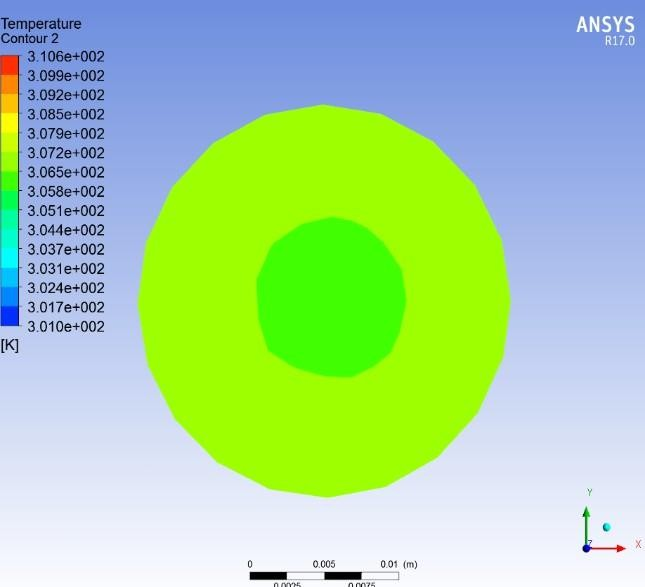 Temperature
Contour 2
3.106e+002
3.099e+002
3.092e+002
3.085e+002
3.079e+002
3.072e+002
3.065e+002
3.058e+002
3.051e+002
3.044e+002
3.037e+002
3.031e+002
3.024e+002
3.017e+002
3.010e+002
[K]
ANSYS
R17.0
Y
Z
X
0 0.005 0.01 (m)
0.0025 0.0075